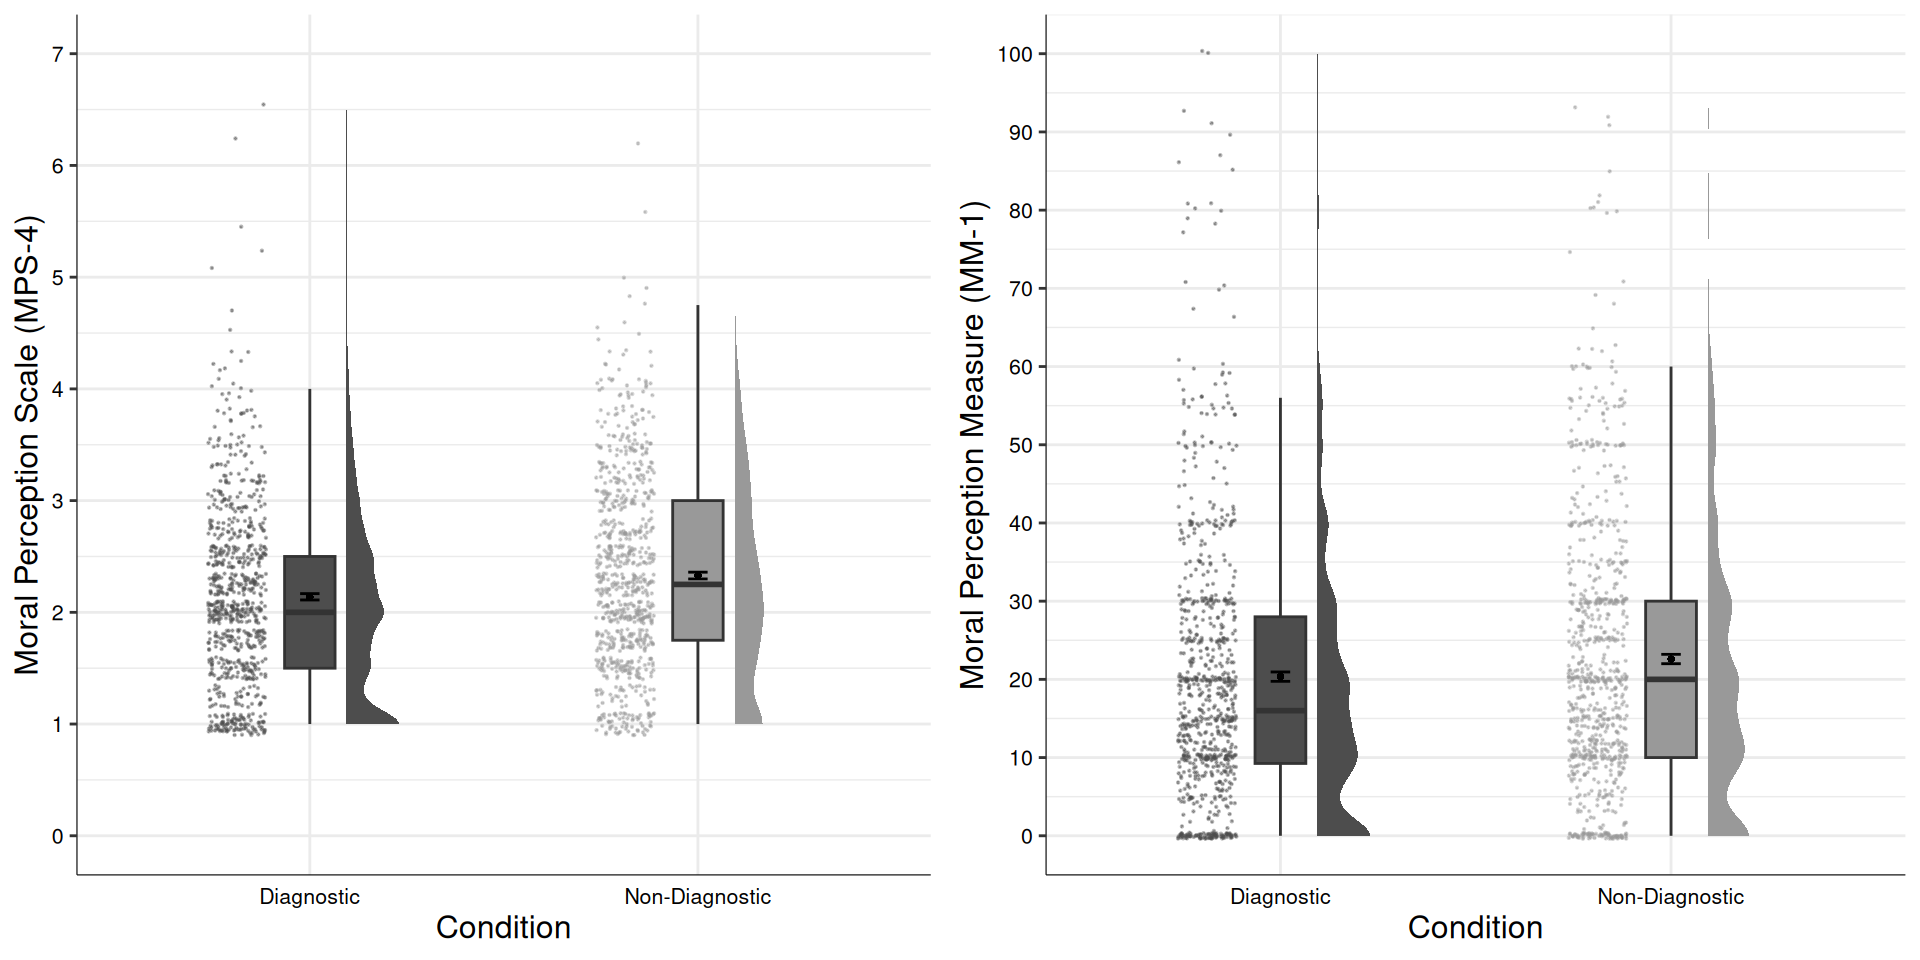 Moral Perception Scale (MPS-4)
7
6
5
4
3
2
1
0
Diagnostic
Non-Diagnostic
Condition
Moral Perception Measure (MM-1)
100
90
80
70
60
50
40
30
20
10
0
Diagnostic
Non-Diagnostic
Condition